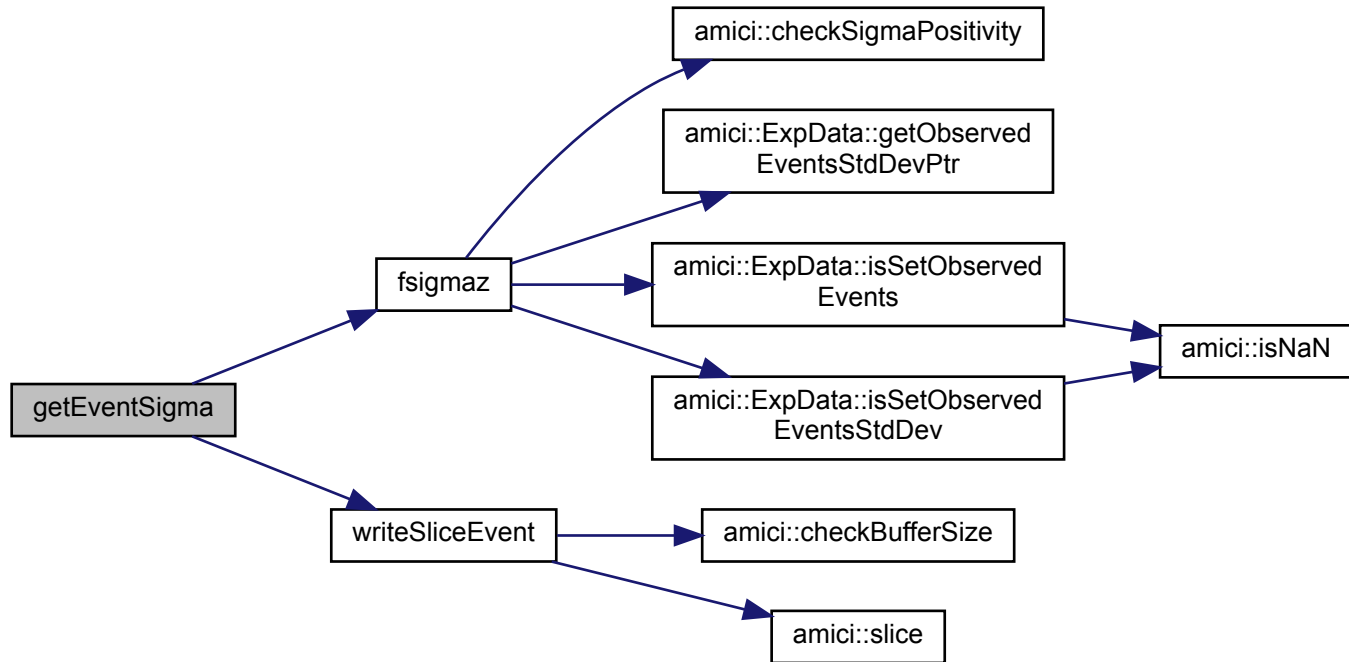 amici::checkSigmaPositivity
amici::ExpData::getObserved
EventsStdDevPtr
amici::ExpData::isSetObserved
Events
fsigmaz
amici::isNaN
amici::ExpData::isSetObserved
EventsStdDev
getEventSigma
writeSliceEvent
amici::checkBufferSize
amici::slice